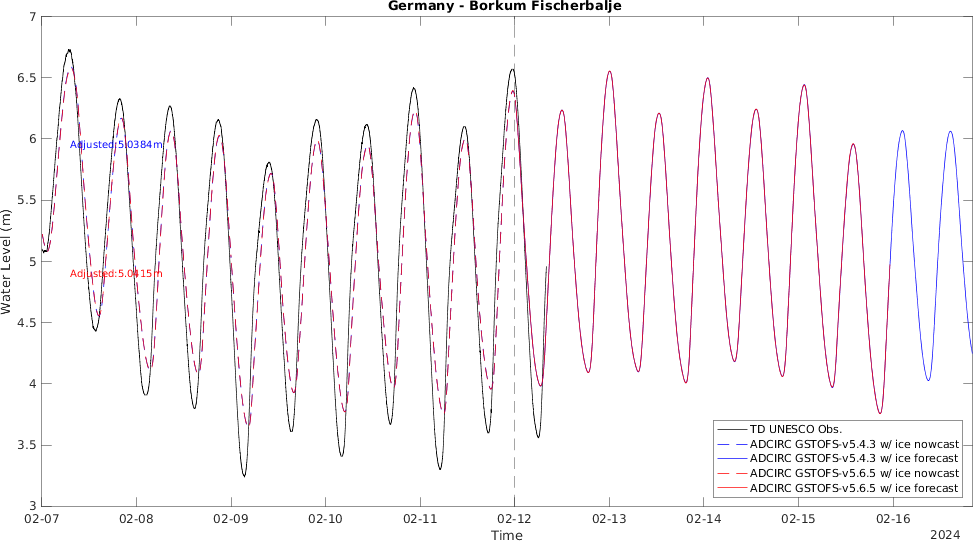 Germany - Borkum Fischerbalje
7
6.5
6
5.5
5
4.5
4
3.5
3
Water Level (m)
Adjusted:5.0384m
Adjusted:5.0415m
TD UNESCO Obs.
ADCIRC GSTOFS-v5.4.3 w/ ice nowcast
ADCIRC GSTOFS-v5.4.3 w/ ice forecast
ADCIRC GSTOFS-v5.6.5 w/ ice nowcast
ADCIRC GSTOFS-v5.6.5 w/ ice forecast
02-07 02-08 02-09 02-10 02-11 02-12 02-13 02-14 02-15 02-16
Time
2024